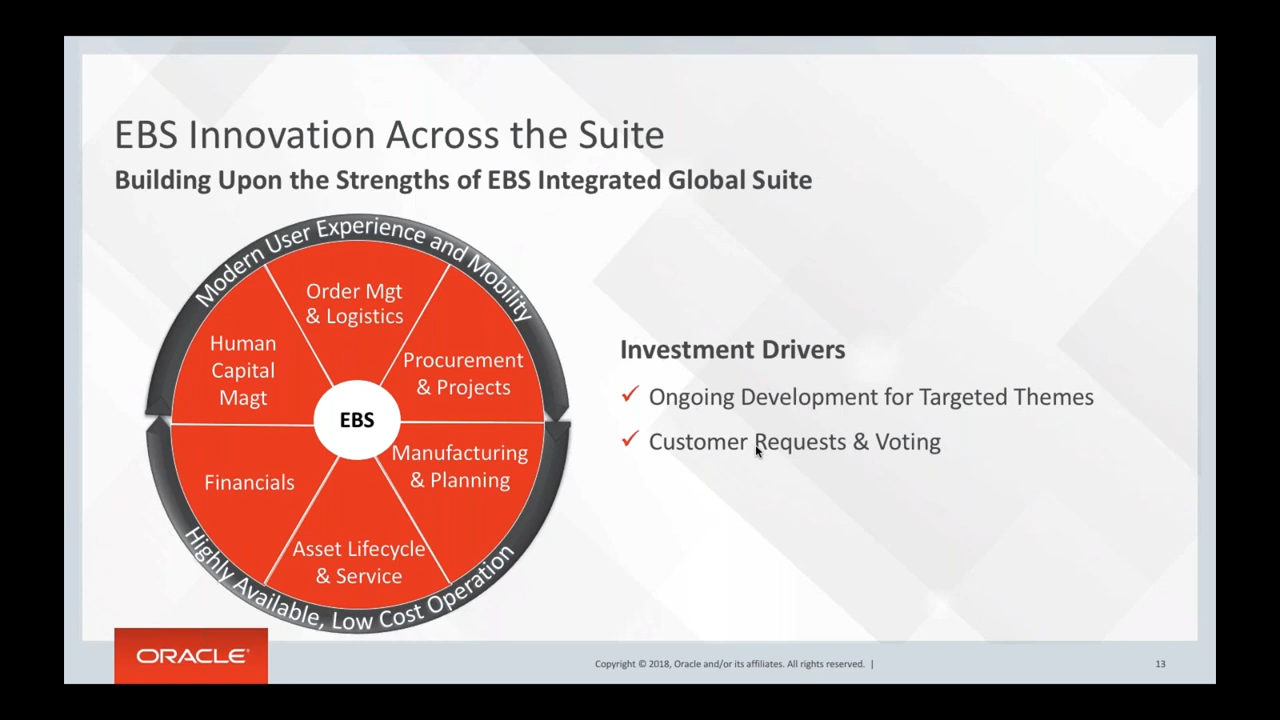 EBS Innovation Across the Suite
Building Upon the Strengths of EBS Integrated Global Suite
Modern User Experience and Mobility
Order Mgt
& Logistics
Procurement
& Projects
Human
Capital
Magt
EBS
Manufacturing
& Planning
Financials
Asset Lifecycle
& Service
Highly Available, Low Cost Operation
Investment Drivers
✓ Ongoing Development for Targeted Themes
✓ Customer Requests & Voting
ORACLE®
Copyright © 2018, Oracle and/or its affiliates. All rights reserved. |
13